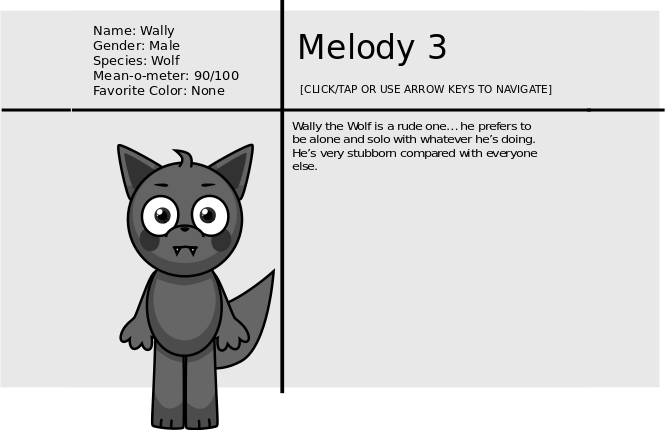 Name: Wally
Gender: Male
Species: Wolf
Mean-o-meter: 90/100
Favorite Color: None
Melody 3
[CLICK/TAP OR USE ARROW KEYS TO NAVIGATE]
Wally the Wolf is a rude one... he prefers to
be alone and solo with whatever he’s doing.
He’s very stubborn compared with everyone
else.